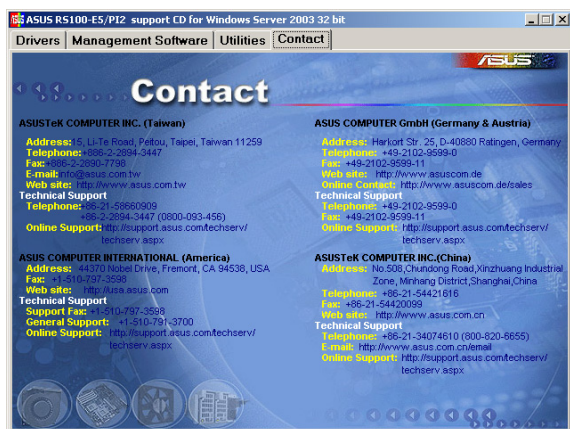 ASUS RS100-E5/PI2 support CD for Windows Server 2003 32 bit
Drivers
Management Software
Utilities
Contact
ASUS
Contact
ASUSTeK COMPUTER INC. (Taiwan)
Address:15, Li-Te Road, Peitou, Taipei, Taiwan 11259
Telephone:+886-2-2894-3447
Fax:+886-2-2890-7798
E-mail:info@asus.com.tw
Web site: http://www.asus.com.tw
Technical Support
Telephone:+86-21-58660909
+86-2-2894-3447 (0800-093-456)
Online Support:http://support.asus.com/techserv/
techserv.aspx
ASUS COMPUTER INTERNATIONAL (America)
Address: 44370 Nobel Drive, Fremont, CA 94538, USA
Fax: +1-510-797-3598
Web site: http://usa.asus.com
Technical Support
Support Fax: +1-510-797-3598
General Support: +1-510-791-3700
Online Support: http://support.asus.com/techserv/
techserv.aspx
ASUS COMPUTER GmbH (Germany & Austria)
Address: Harkort Str. 25, D-40880 Ratingen, Germany
Telephone: +49-2102-9599-0
Fax: +49-2102-9599-11
Web site: http://www.asuscom.de
Online Contact: http://www.asuscom.de/sales
Technical Support
Telephone: +49-2102-9599-0
Fax: +49-2102-9599-11
Online Support: http://support.asus.com/techserv/
techserv.aspx
ASUSTeK COMPUTER INC.(China)
Address: No.508,Chundong Road,Xinzhuang Industrial
Zone, Minhang District,Shanghai,China
Telephone: +86-21-54421616
Fax: +86-21-54420099
Web site: http://www.asus.com.cn
Technical Support
Telephone: +86-21-34074610 (800-820-6655)
E-mail: http://www.asus.com.cn/email
Online Support: http://support.asus.com/techserv/
techserv.aspx